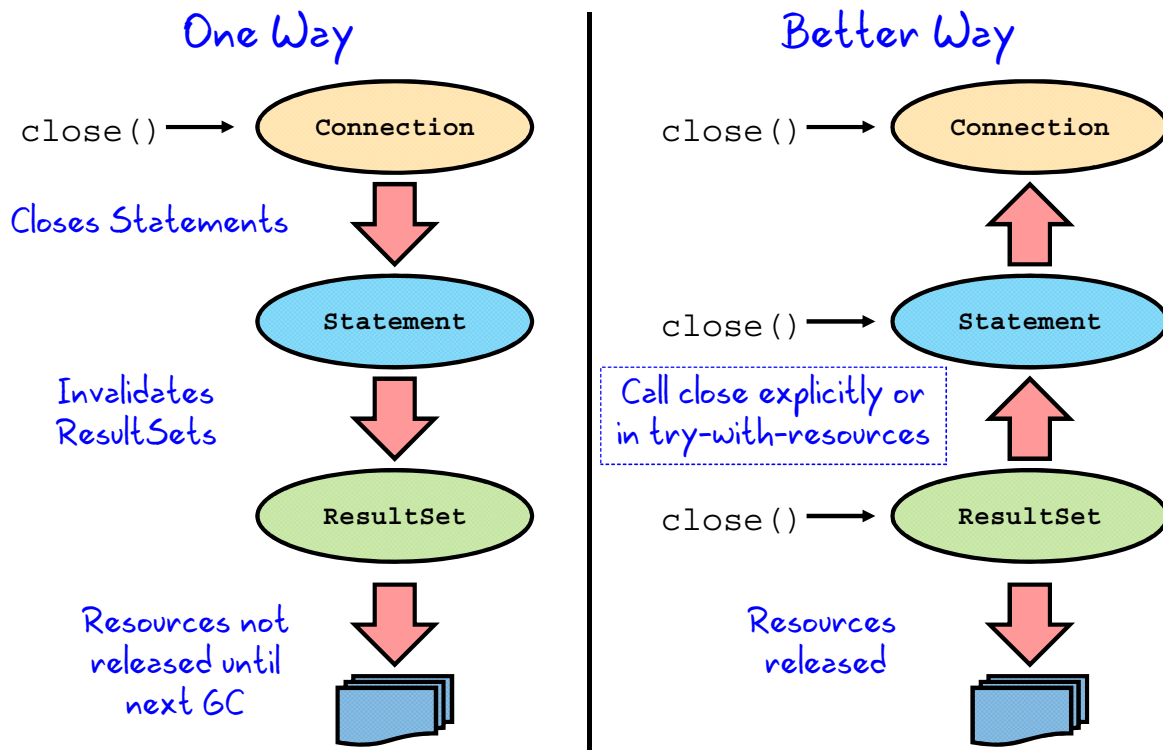 One Way
close()
Connection
Closes Statements
Statement
Invalidates
ResultSets
ResultSet
Resources not
released until
next GC
Better Way
close()
Connection
close()
Statement
Call close explicitly or
in try-with-resources
close()
ResultSet
Resources
released